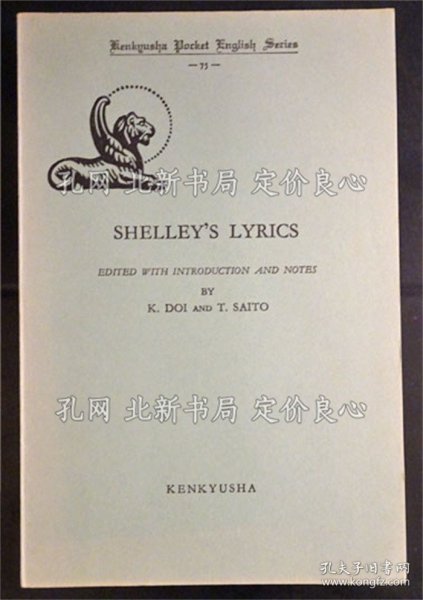 Kenkyusha Pocket English Series
— 75 —
孔网 北新书局 定价良心
SHELLEY'S LYRICS
EDITED WITH INTRODUCTION AND NOTES
BY
K. DOI AND T. SAITO
孔网 北新书局 定价良心
KENKYUSHA
孔夫子旧书网
www.kongfz.com